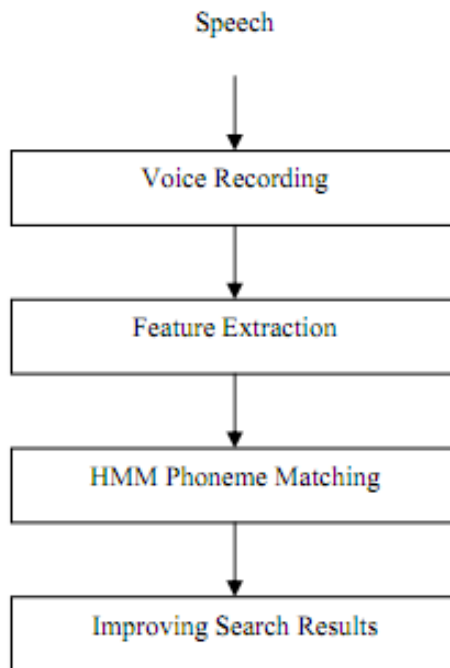 Speech
Voice Recording
Feature Extraction
HMM Phoneme Matching
Improving Search Results